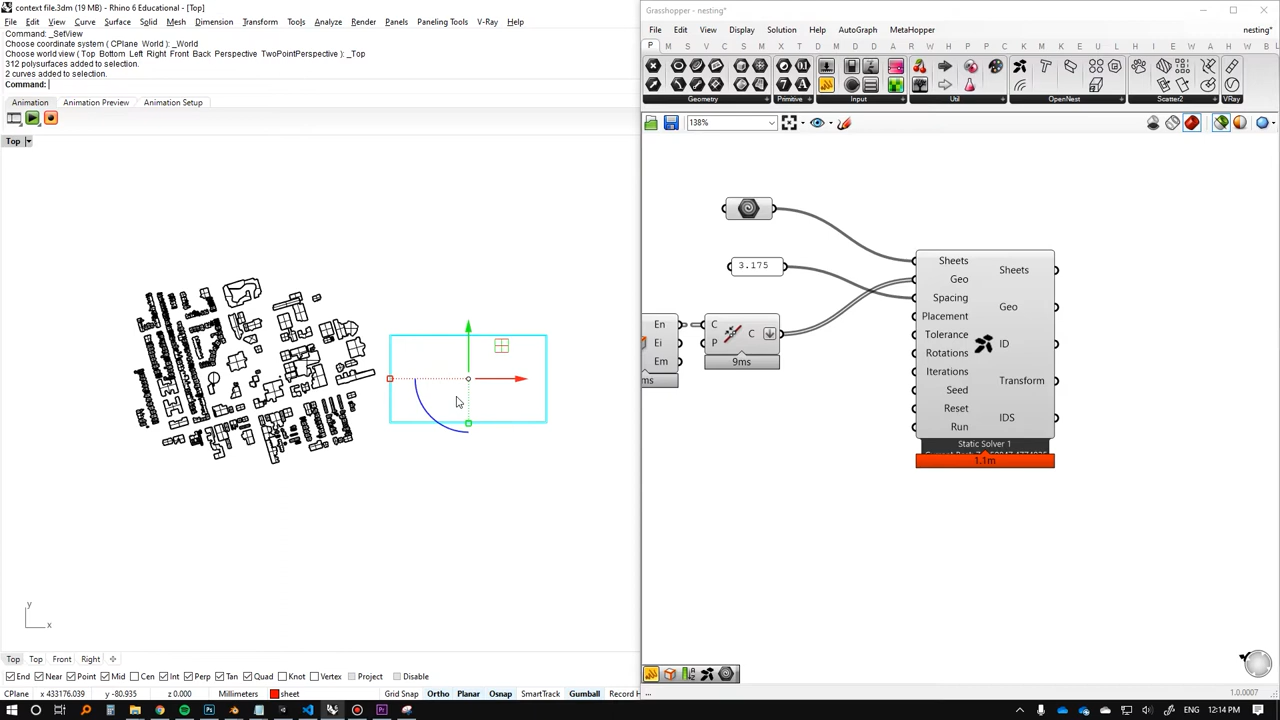 context file.3dm (19 MB) - Rhino 6 Educational - [Top]
File Edit View Curve Surface Solid Mesh Dimension Transform Tools Analyze Render Panels Paneling Tools V-Ray Help
Command: _SetView
Choose coordinate system ( CPlane World ): _World
Choose world view ( Top Bottom Left Right Front Back Perspective TwoPointPerspective ): _Top
312 polysurfaces added to selection.
2 curves added to selection.
Command:
Animation Animation Preview Animation Setup
Top
y
x
Top Top Front Right
End Near Point Mid Cen Int Perp Tan Quad Knot Vertex Project Disable
CPlane x 433176.039 y -80.935 z 0.000 Millimeters sheet Grid Snap Ortho Planar Osnap SmartTrack Gumball Record H
Grasshopper - nesting*
File Edit View Display Solution Help AutoGraph MetaHopper nesting*
Geometry Primitive Input Util OpenNest Scatter2 VRay
138%
3.175
En
Ei
Em
ms
C
P
C
9ms
Sheets
Geo
Spacing
Placement
Tolerance
Rotations
Iterations
Seed
Reset
Run
Sheets
Geo
ID
Transform
IDS
Static Solver 1
1.1m
...
1.0.0007
ENG 12:14 PM